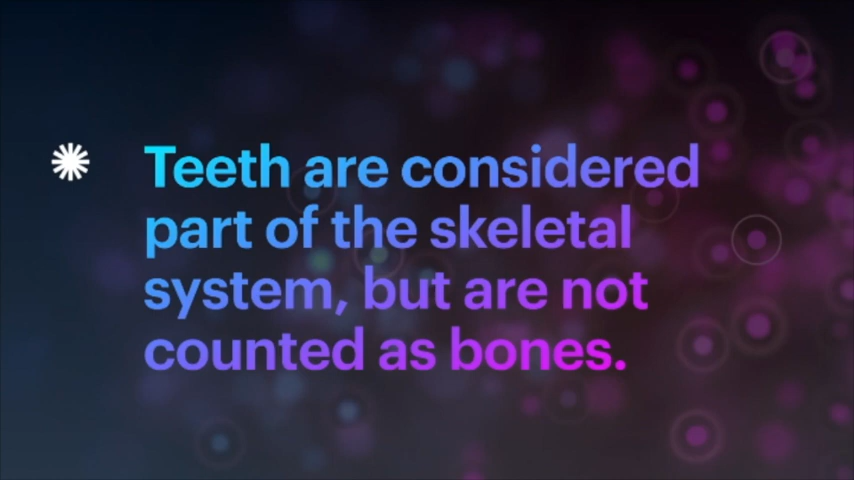 Teeth are considered
part of the skeletal
system, but are not
counted as bones.